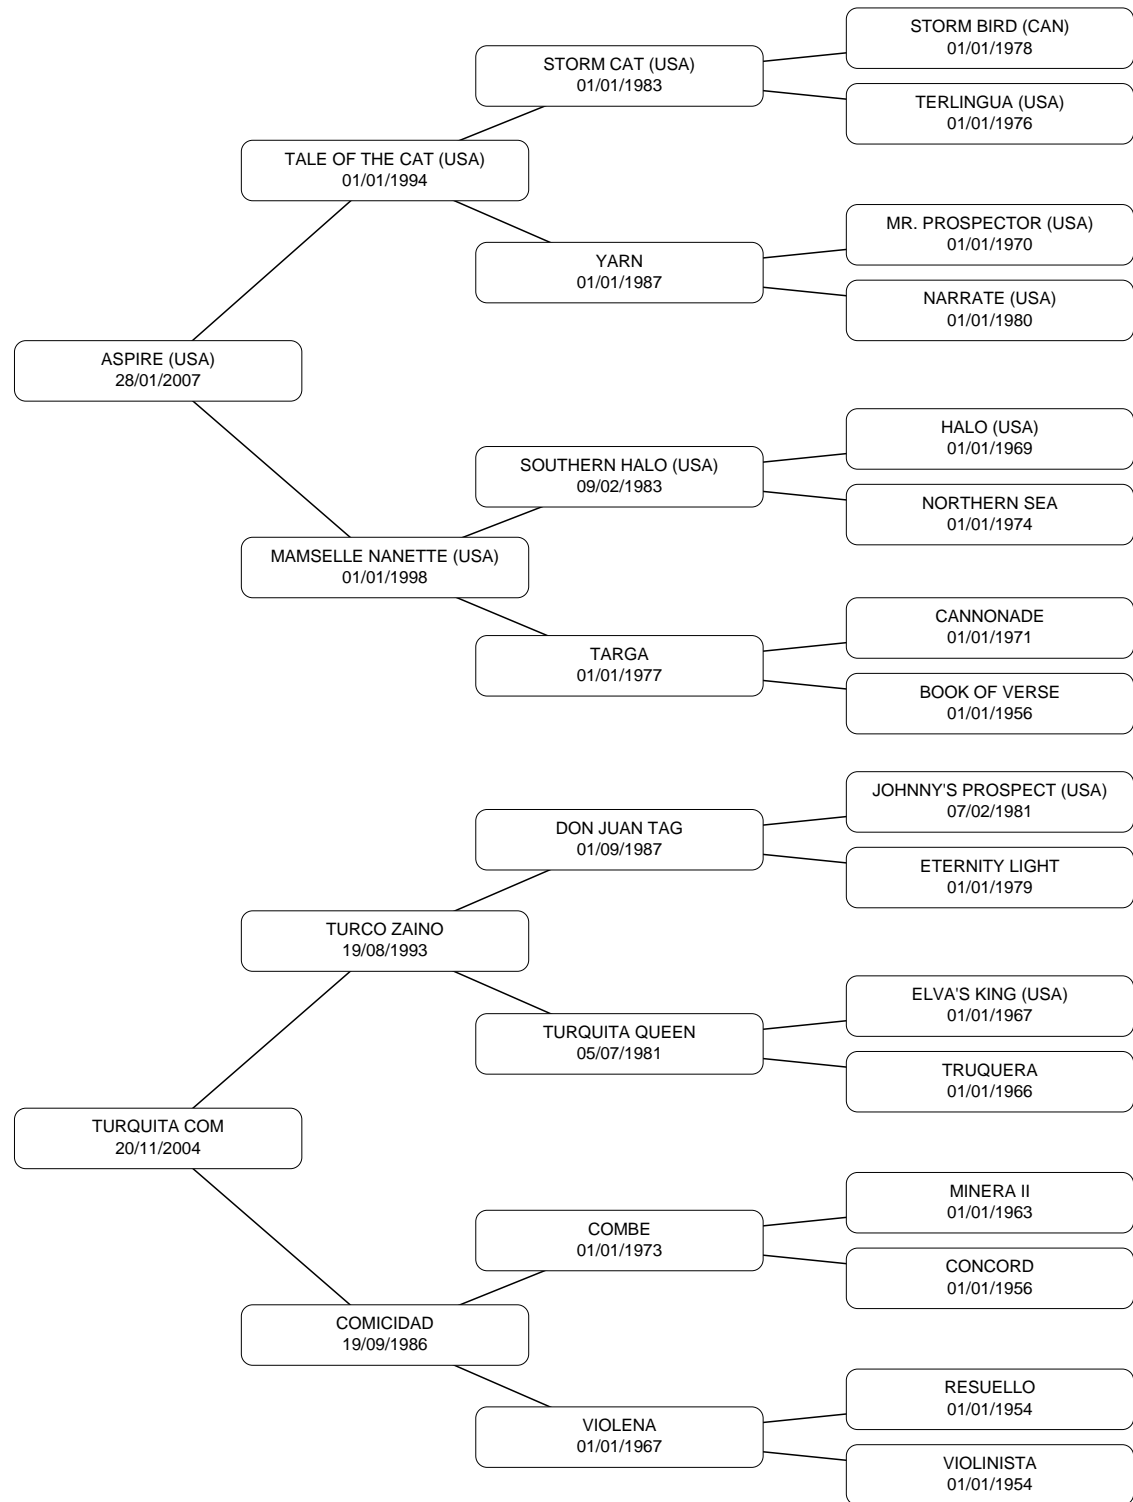 STORM BIRD (CAN)
01/01/1978
STORM CAT (USA)
01/01/1983
TERLINGUA (USA)
01/01/1976
TALE OF THE CAT (USA)
01/01/1994
MR. PROSPECTOR (USA)
01/01/1970
YARN
01/01/1987
NARRATE (USA)
01/01/1980
ASPIRE (USA)
28/01/2007
HALO (USA)
01/01/1969
SOUTHERN HALO (USA)
09/02/1983
NORTHERN SEA
01/01/1974
MAMSELLE NANETTE (USA)
01/01/1998
CANNONADE
01/01/1971
TARGA
01/01/1977
BOOK OF VERSE
01/01/1956
JOHNNY'S PROSPECT (USA)
07/02/1981
DON JUAN TAG
01/09/1987
ETERNITY LIGHT
01/01/1979
TURCO ZAINO
19/08/1993
ELVA'S KING (USA)
01/01/1967
TURQUITA QUEEN
05/07/1981
TRUQUERA
01/01/1966
TURQUITA COM
20/11/2004
MINERA II
01/01/1963
COMBE
01/01/1973
CONCORD
01/01/1956
COMICIDAD
19/09/1986
RESUELLO
01/01/1954
VIOLENA
01/01/1967
VIOLINISTA
01/01/1954